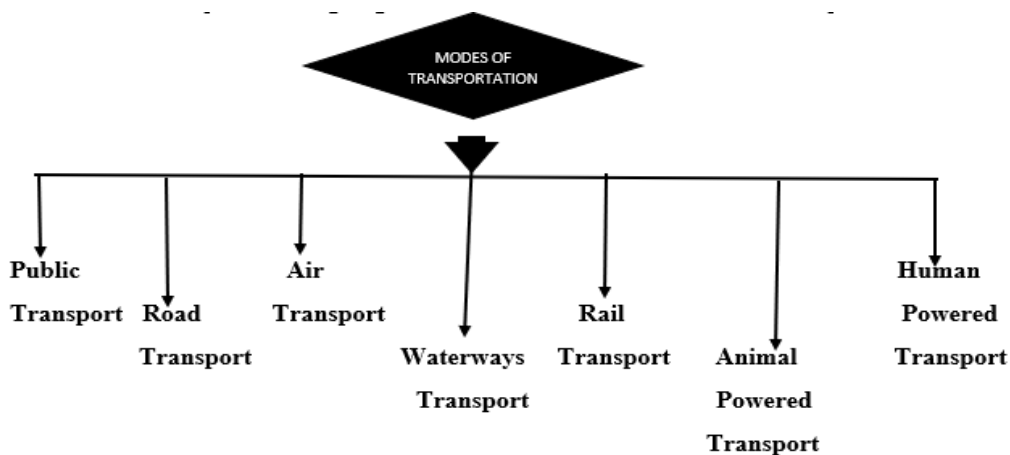 MODES OF
TRANSPORTATION
Public
Transport
Road
Transport
Air
Transport
Waterways
Transport
Rail
Transport
Animal
Powered
Transport
Human
Powered
Transport